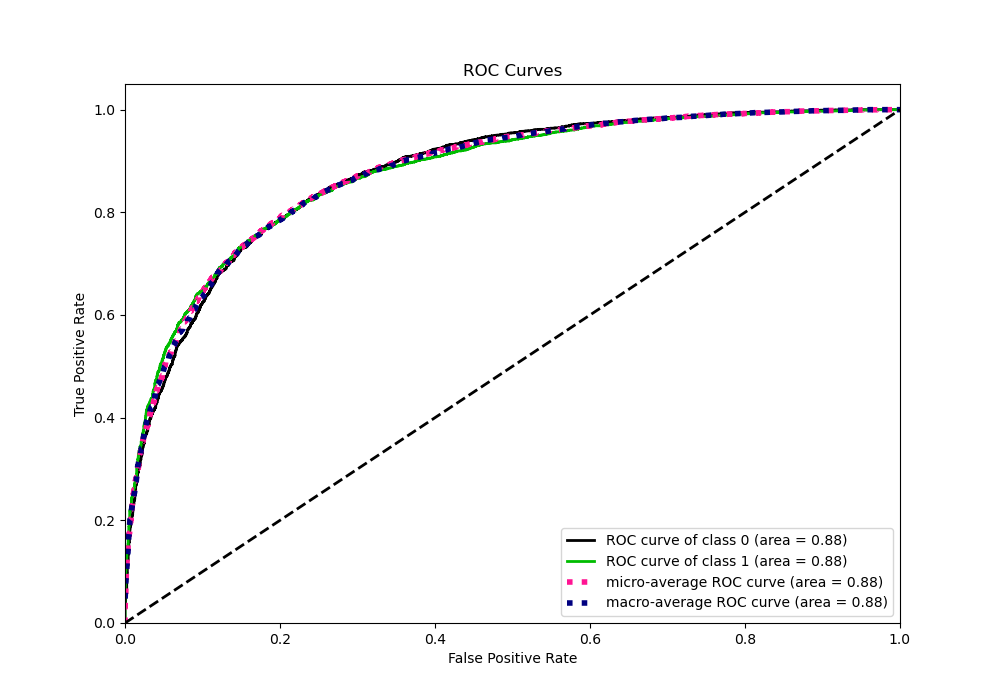 ROC Curves
True Positive Rate
1.0
0.8
0.6
0.4
0.2
0.0
ROC curve of class 0 (area = 0.88)
ROC curve of class 1 (area = 0.88)
micro-average ROC curve (area = 0.88)
macro-average ROC curve (area = 0.88)
0.0 0.2 0.4 0.6 0.8 1.0
False Positive Rate